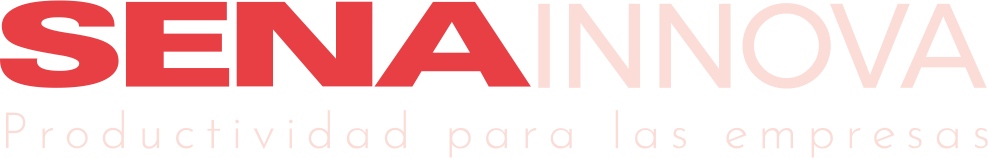 SENAINNOVA
Productividad para las empresas